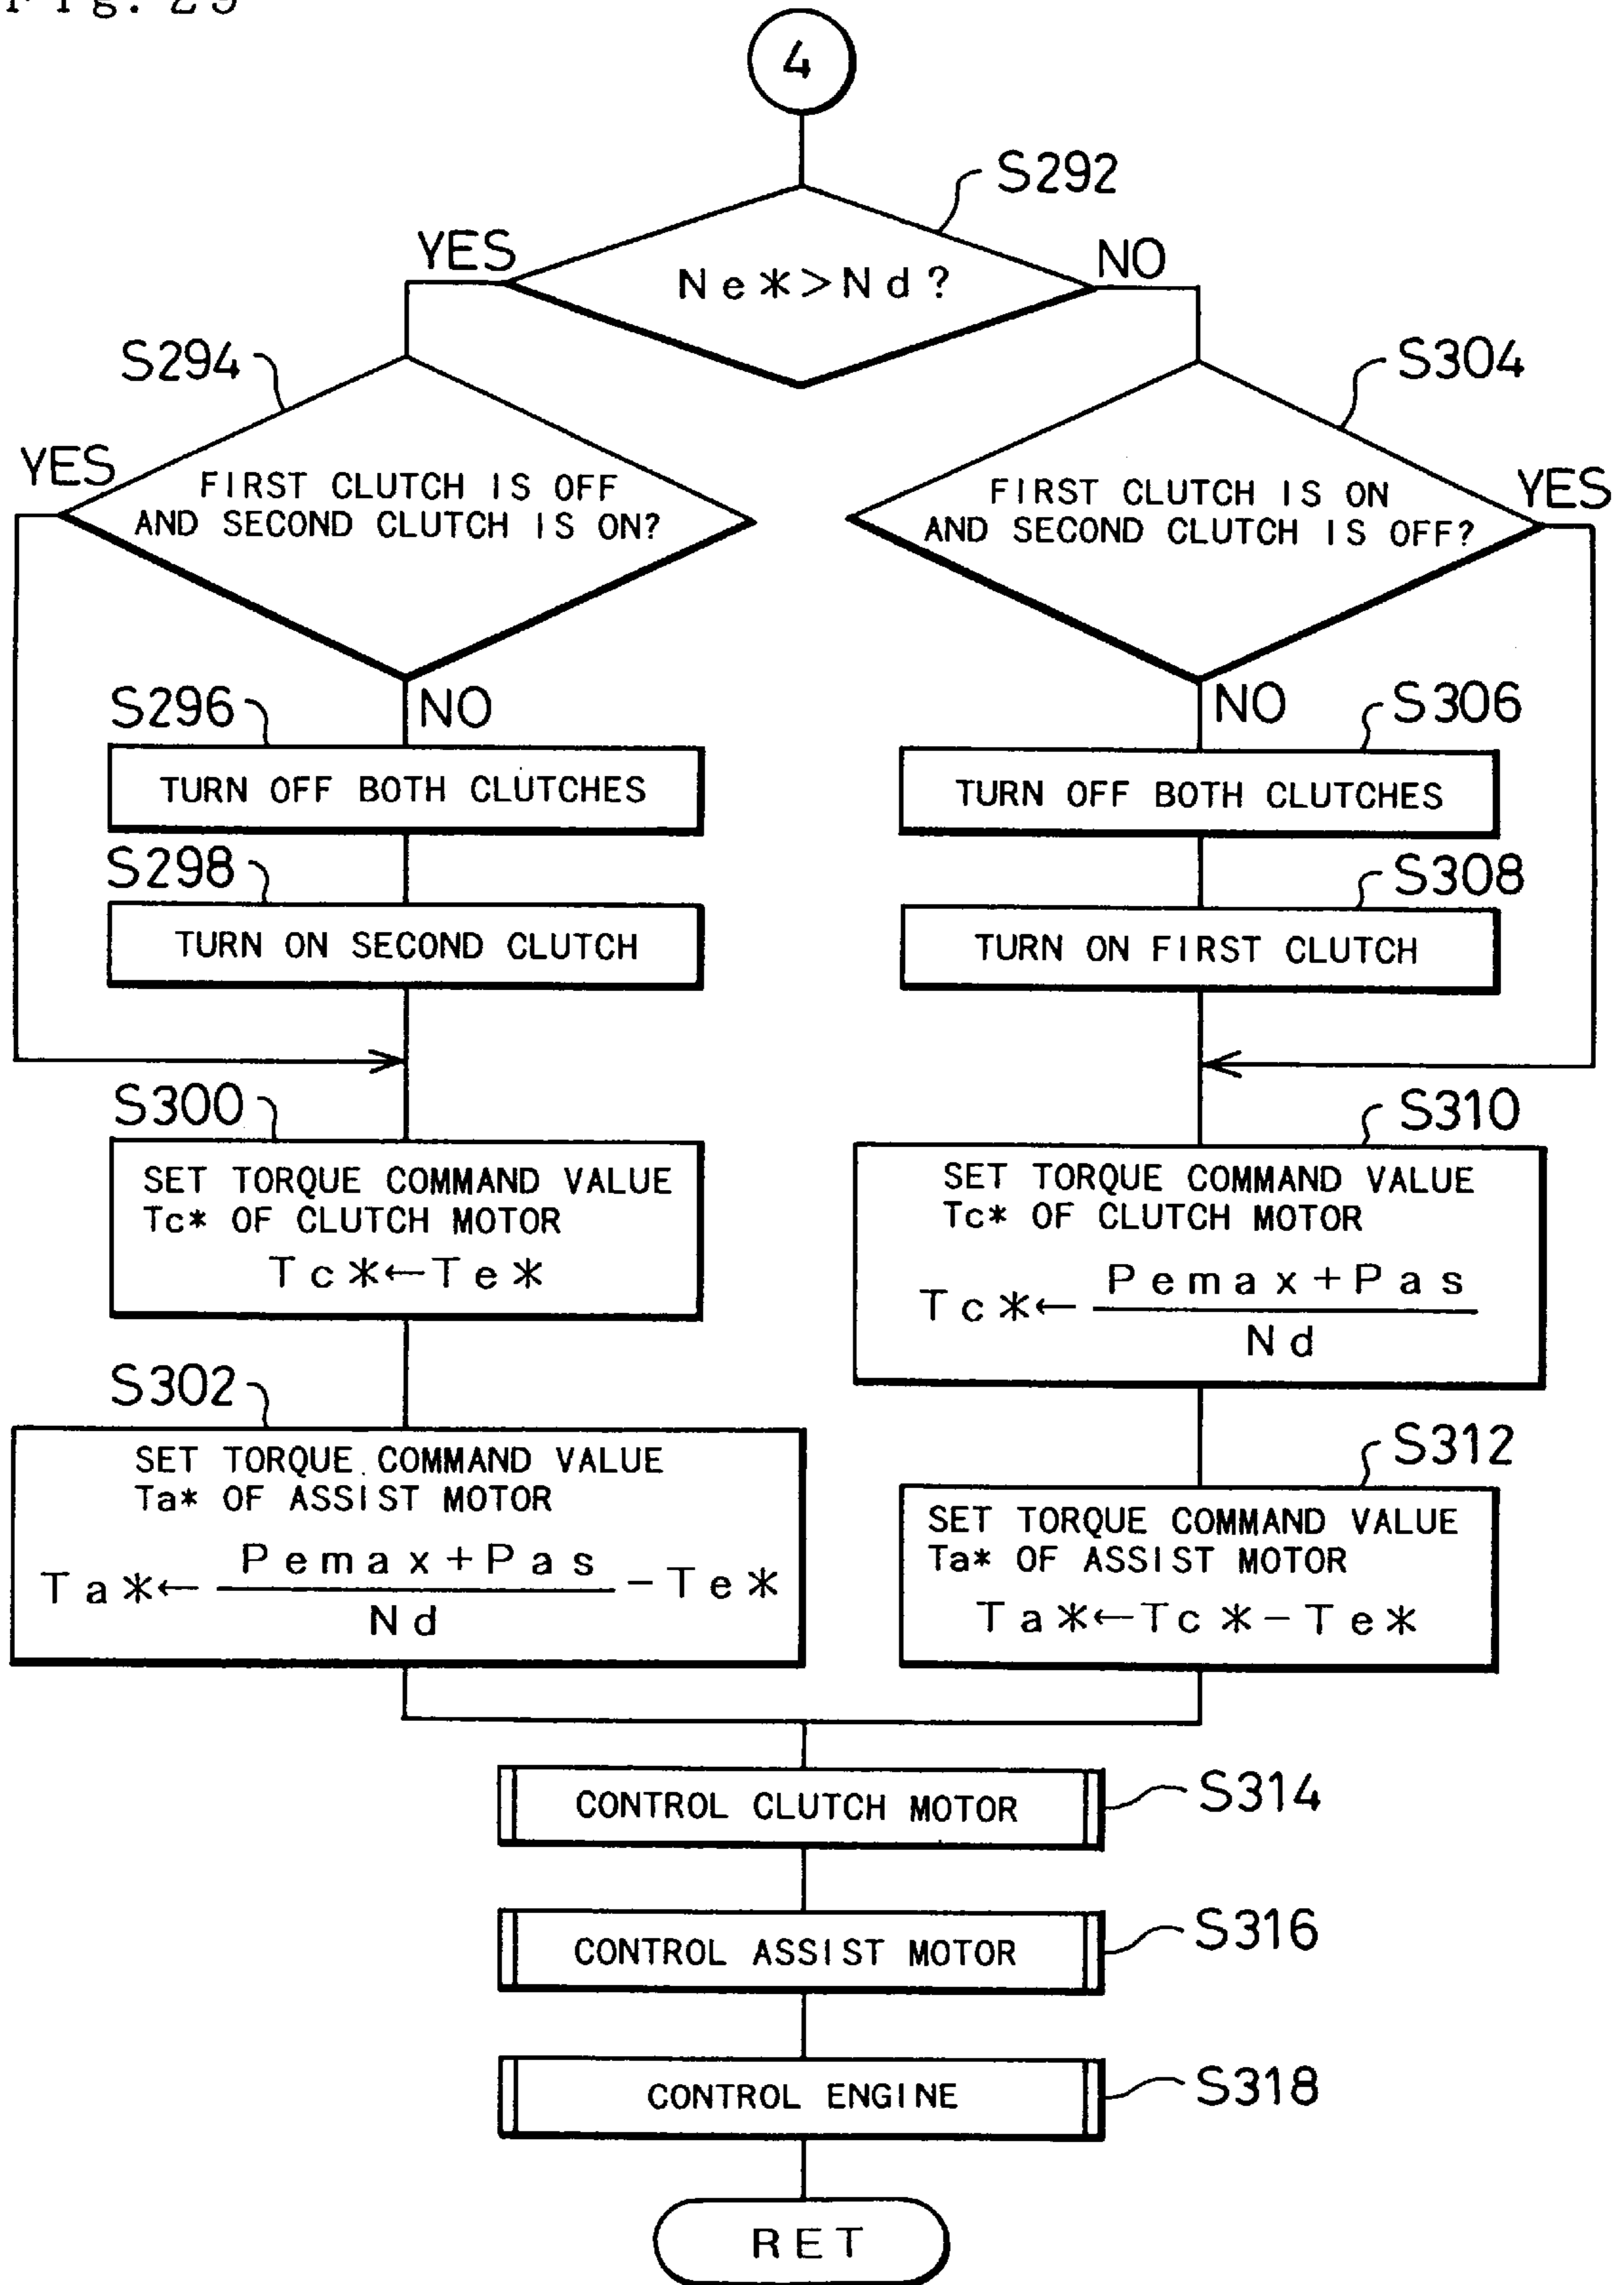 4
S292
YES
Ne*>Nd?
NO
S294
YES
FIRST CLUTCH IS OFF
AND SECOND CLUTCH IS ON?
NO
S304
FIRST CLUTCH IS ON
AND SECOND CLUTCH IS OFF?
YES
NO
S296
TURN OFF BOTH CLUTCHES
S306
TURN OFF BOTH CLUTCHES
S298
TURN ON SECOND CLUTCH
S308
TURN ON FIRST CLUTCH
S300
SET TORQUE COMMAND VALUE
Tc* OF CLUTCH MOTOR
Tc*←Te*
S310
SET TORQUE COMMAND VALUE
Tc* OF CLUTCH MOTOR
Tc*← Pemax+Pas
Nd
S302
SET TORQUE COMMAND VALUE
Ta* OF ASSIST MOTOR
Ta*← Pemax+Pas -Te*
Nd
S312
SET TORQUE COMMAND VALUE
Ta* OF ASSIST MOTOR
Ta*←Tc*-Te*
CONTROL CLUTCH MOTOR
S314
CONTROL ASSIST MOTOR
S316
CONTROL ENGINE
S318
RET